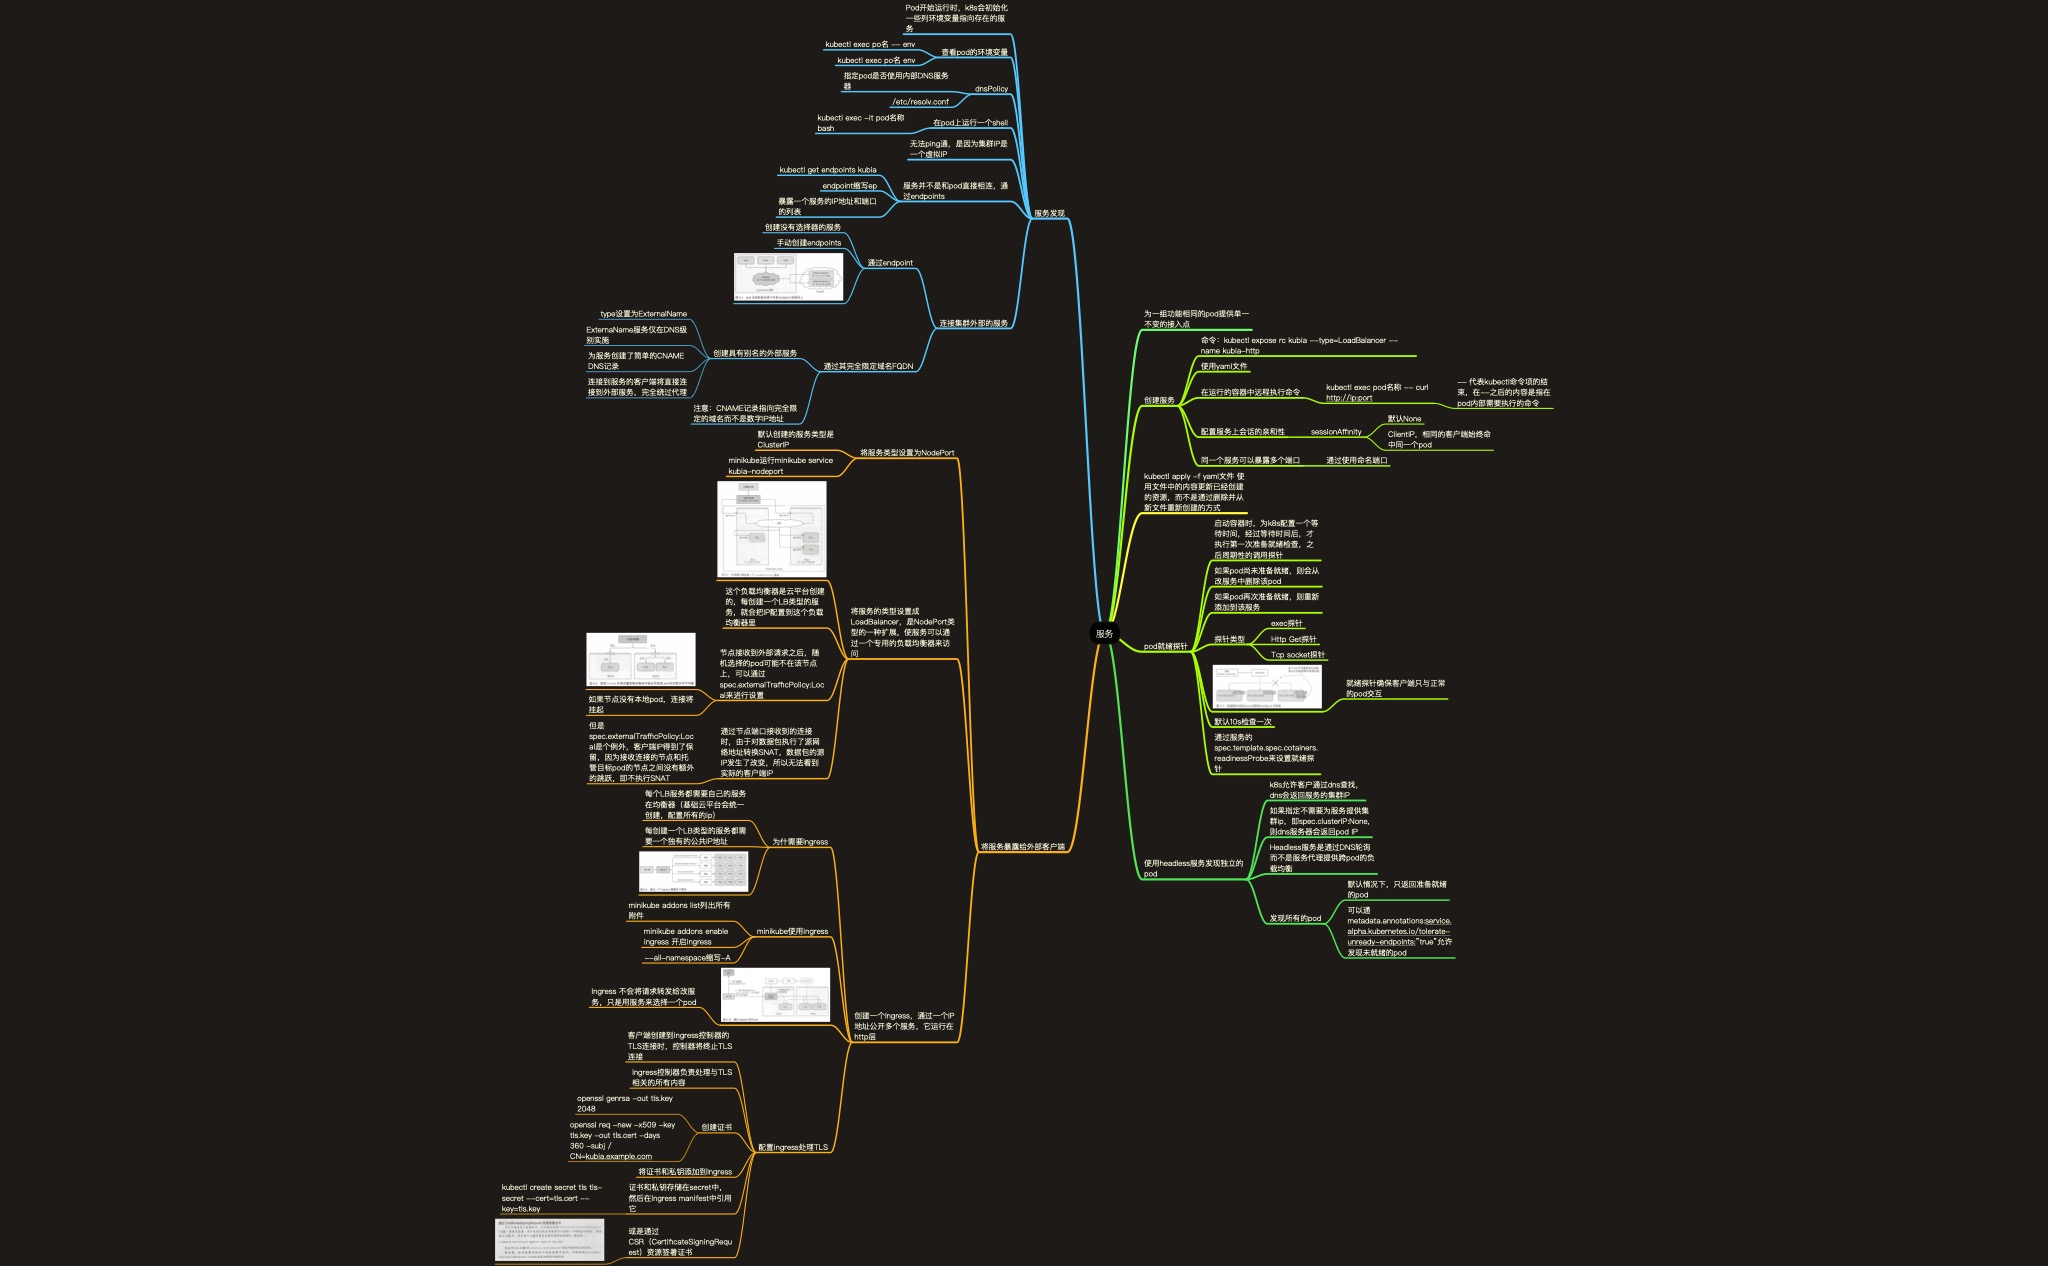 服务
Pod开始运行时，k8s会初始化
一些列环境变量指向存在的服
务
kubectl exec po名 -- env
kubectl exec po名 env
查看pod的环境变量
指定pod是否使用内部DNS服务
器
/etc/resolv.conf
dnsPolicy
kubectl exec -it pod名称
bash
在pod上运行一个shell
无法ping通，是因为集群IP是
一个虚拟IP
kubectl get endpoints kubia
endpoint缩写ep
暴露一个服务的IP地址和端口
的列表
服务并不是和pod直接相连，通
过endpoints
服务发现
创建没有选择器的服务
手动创建endpoints
通过endpoint
连接集群外部的服务
type设置为ExternalName
ExternaName服务仅在DNS级
别实施
为服务创建了简单的CNAME
DNS记录
连接到服务的客户端将直接连
接到外部服务，完全绕过代理
创建具有别名的外部服务
通过其完全限定域名FQDN
注意：CNAME记录指向完全限
定的域名而不是数字IP地址
默认创建的服务类型是
ClusterIP
minikube运行minikube service
kubia-nodeport
将服务类型设置为NodePort
这个负载均衡器是云平台创建
的，每创建一个LB类型的服
务，就会把IP配置到这个负载
均衡器里
将服务的类型设置成
LoadBalancer，是NodePort类
型的一种扩展，使服务可以通
过一个专用的负载均衡器来访
问
节点接收到外部请求之后，随
机选择的pod可能不在该节点
上，可以通过
spec.externalTrafficPolicy:Loc
al来进行设置
如果节点没有本地pod，连接将
挂起
但是
spec.externalTrafficPolicy:Loc
al是个例外，客户端IP得到了保
留，因为接收连接的节点和托
管目标pod的节点之间没有额外
的跳跃，即不执行SNAT
通过节点端口接收到的连接
时，由于对数据包执行了源网
络地址转换SNAT，数据包的源
IP发生了改变，所以无法看到
实际的客户端IP
将服务暴露给外部客户端
每个LB服务都需要自己的服务
在均衡器（基础云平台会统一
创建，配置所有的ip）
每创建一个LB类型的服务都需
要一个独有的公共IP地址
为什需要Ingress
minikube addons list列出所有
附件
minikube addons enable
ingress 开启ingress
--all-namespace缩写-A
minikube使用ingress
Ingress 不会将请求转发给改服
务，只是用服务来选择一个pod
创建一个Ingress，通过一个IP
地址公开多个服务，它运行在
http层
客户端创建到ingress控制器的
TLS连接时，控制器将终止TLS
连接
Ingress控制器负责处理与TLS
相关的所有内容
openssl genrsa -out tls.key
2048
openssl req -new -x509 -key
tls.key -out tls.cert -days
360 -subj /
CN=kubia.example.com
创建证书
配置ingress处理TLS
将证书和私钥添加到Ingress
kubectl create secret tls tls-
secret --cert=tls.cert --
key=tls.key
证书和私钥存储在secret中，
然后在Ingress manifest中引用
它
或是通过
CSR（CertificateSigningRequ
est）资源签署证书
为一组功能相同的pod提供单一
不变的接入点
命令：kubectl expose rc kubia --type=LoadBalancer --
name kubia-http
使用yaml文件
创建服务
在运行的容器中远程执行命令
kubectl exec pod名称 -- curl
http://ip:port
-- 代表kubectl命令项的结
束，在--之后的内容是指在
pod内部需要执行的命令
配置服务上会话的亲和性
sessionAffinity
默认None
ClientIP，相同的客户端始终命
中同一个pod
同一个服务可以暴露多个端口
通过使用命名端口
kubectl apply -f yaml文件 使
用文件中的内容更新已经创建
的资源，而不是通过删除并从
新文件重新创建的方式
启动容器时，为k8s配置一个等
待时间，经过等待时间后，才
执行第一次准备就绪检查，之
后周期性的调用探针
如果pod尚未准备就绪，则会从
改服务中删除该pod
如果pod再次准备就绪，则重新
添加到该服务
pod就绪探针
探针类型
exec探针
Http Get探针
Tcp socket探针
就绪探针确保客户端只与正常
的pod交互
默认10s检查一次
通过服务的
spec.template.spec.cotainers.
readinessProbe来设置就绪探
针
k8s允许客户通过dns查找，
dns会返回服务的集群IP
如果指定不需要为服务提供集
群ip，即spec.clusterIP:None，
则dns服务器会返回pod IP
Headless服务是通过DNS轮询
而不是服务代理提供跨pod的负
载均衡
使用headless服务发现独立的
pod
发现所有的pod
默认情况下，只返回准备就绪
的pod
可以通
metadata.annotations:service.
alpha.kubernetes.io/tolerate-
unready-endpoints:"true"允许
发现未就绪的pod